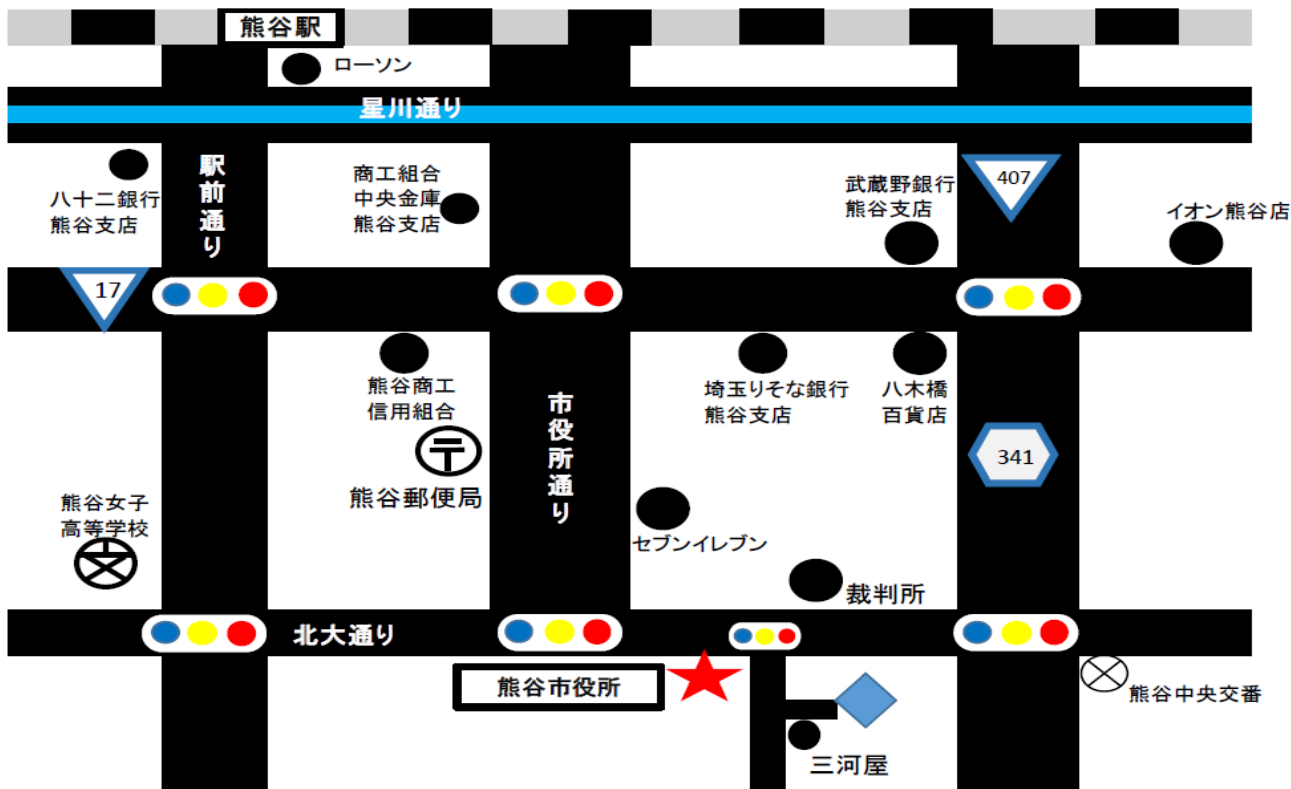 熊谷駅
ローソン
星川通り
八十二銀行
熊谷支店
駅前通り
商工組合
中央金庫
熊谷支店
武蔵野銀行
熊谷支店
407
イオン熊谷店
17
熊谷商工
信用組合
市役所通り
埼玉りそな銀行
熊谷支店
八木橋
百貨店
341
熊谷郵便局
熊谷女子
高等学校
セブンイレブン
裁判所
北大通り
熊谷市役所
熊谷中央交番
三河屋